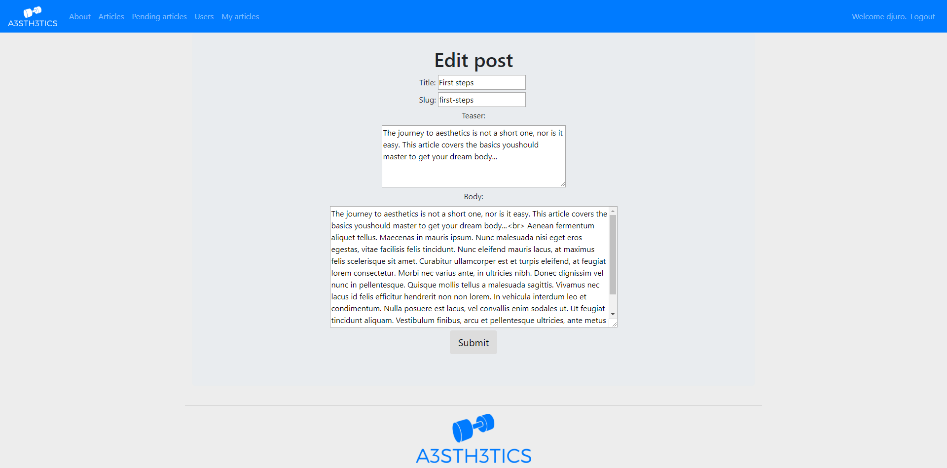 A3STH3TICS About Articles Pending articles Users My articles Welcome djuro. Logout
Edit post
Title: First steps
Slug: first-steps
Teaser:
The journey to aesthetics is not a short one, nor is it
easy. This article covers the basics youshould
master to get your dream body...
Body:
The journey to aesthetics is not a short one, nor is it easy. This article covers the
basics youshould master to get your dream body...<br> Aenean fermentum
aliquet tellus. Maecenas in mauris ipsum. Nunc malesuada nisi eget eros
egestas, vitae facilisis felis tincidunt. Nunc eleifend mauris lacus, at maximus
felis scelerisque sit amet. Curabitur ullamcorper est et turpis eleifend, at feugiat
lorem consectetur. Morbi nec varius ante, in ultricies nibh. Donec dignissim vel
nunc in pellentesque. Quisque mollis tellus a malesuada sagittis. Vivamus nec
lacus id felis efficitur hendrerit non non lorem. In vehicula interdum leo et
condimentum. Nulla posuere est lacus, vel convallis enim sodales ut. Ut feugiat
tincidunt aliquam. Vestibulum finibus, arcu et pellentesque ultricies, ante metus
Submit
A3STH3TICS